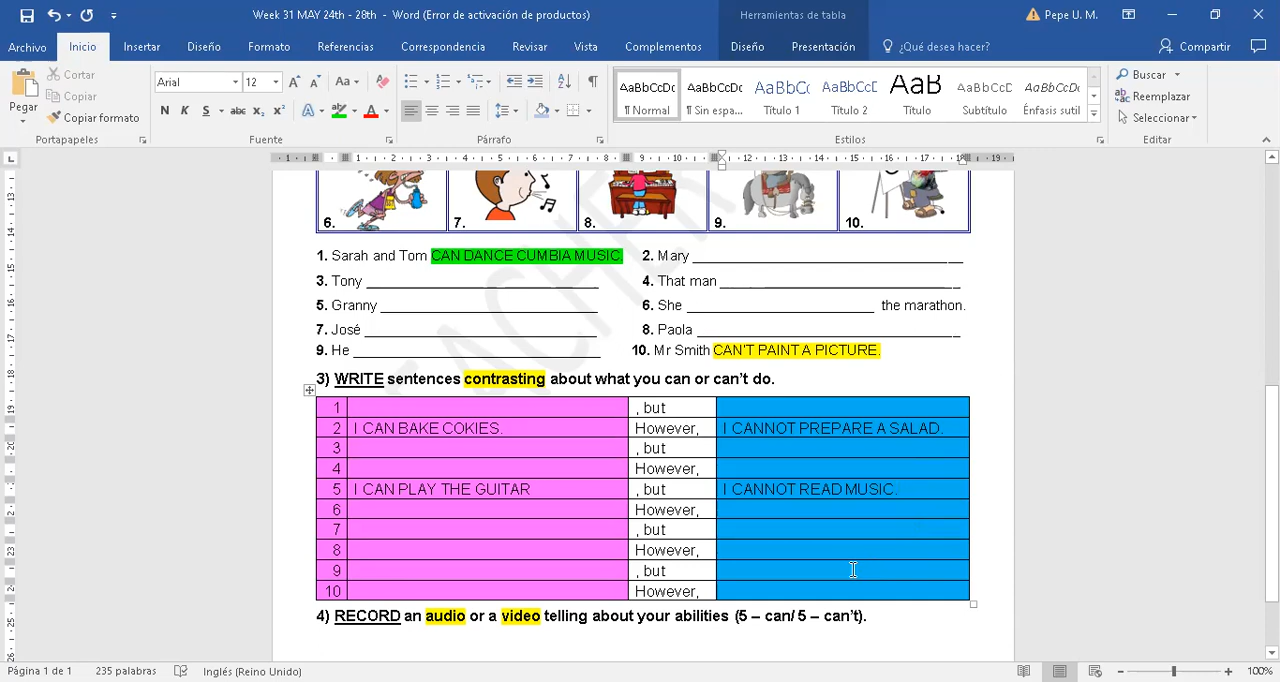 Week 31 MAY 24th - 28th - Word (Error de activación de productos)
Herramientas de tabla
Pepe U. M.
Archivo Inicio Insertar Diseño Formato Referencias Correspondencia Revisar Vista Complementos Diseño Presentación ¿Qué desea hacer? Compartir
Pegar
Cortar
Copiar
Copiar formato
Portapapeles
Arial 12
N K S abc x₂ x²
Fuente
Párrafo
AaBbCcDc AaBbCcDc AaBbCc AaBbCcC AaB AaBbCcD AaBbCcDc
¶ Normal ¶ Sin espa... Título 1 Título 2 Título Subtítulo Énfasis sutil
Estilos
Buscar
Reemplazar
Seleccionar
Editar
6. 7. 8. 9. 10.
1. Sarah and Tom CAN DANCE CUMBIA MUSIC. 2. Mary
3. Tony 4. That man
5. Granny 6. She the marathon.
7. José 8. Paola
9. He 10. Mr Smith CAN'T PAINT A PICTURE.
3) WRITE sentences contrasting about what you can or can't do.
1 , but
2 I CAN BAKE COKIES. However, I CANNOT PREPARE A SALAD.
3 , but
4 However,
5 I CAN PLAY THE GUITAR , but I CANNOT READ MUSIC.
6 However,
7 , but
8 However,
9 , but
10 However,
4) RECORD an audio or a video telling about your abilities (5 – can/ 5 – can't).
TEACHER
Página 1 de 1 235 palabras Inglés (Reino Unido) 100%